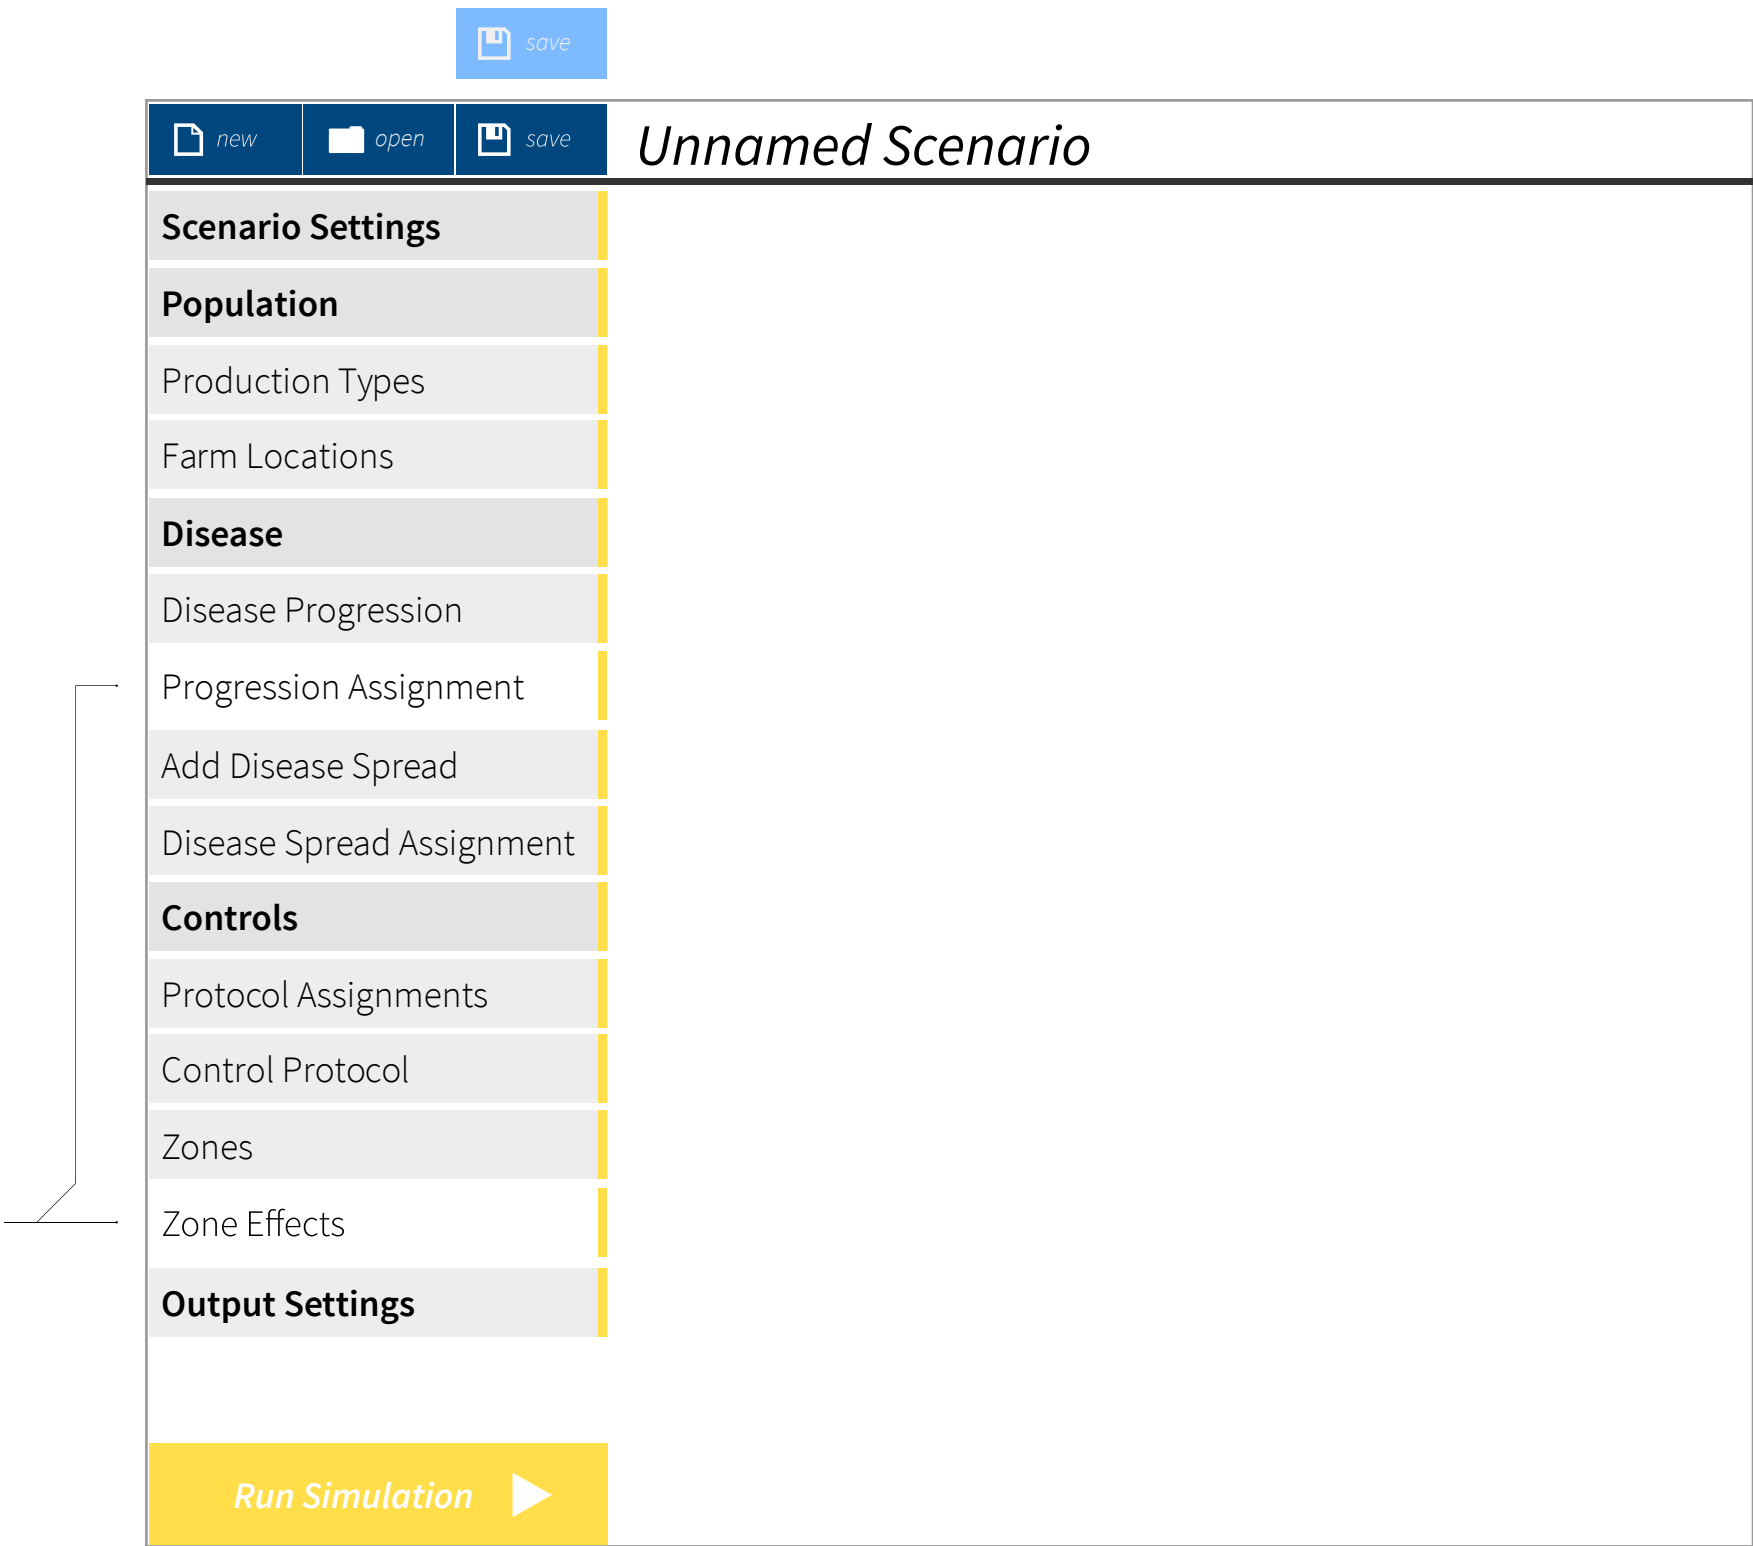 save
new
open
save
Unnamed Scenario
Scenario Settings
Population
Production Types
Farm Locations
Disease
Disease Progression
Progression Assignment
Add Disease Spread
Disease Spread Assignment
Controls
Protocol Assignments
Control Protocol
Zones
Zone Effects
Output Settings
Run Simulation